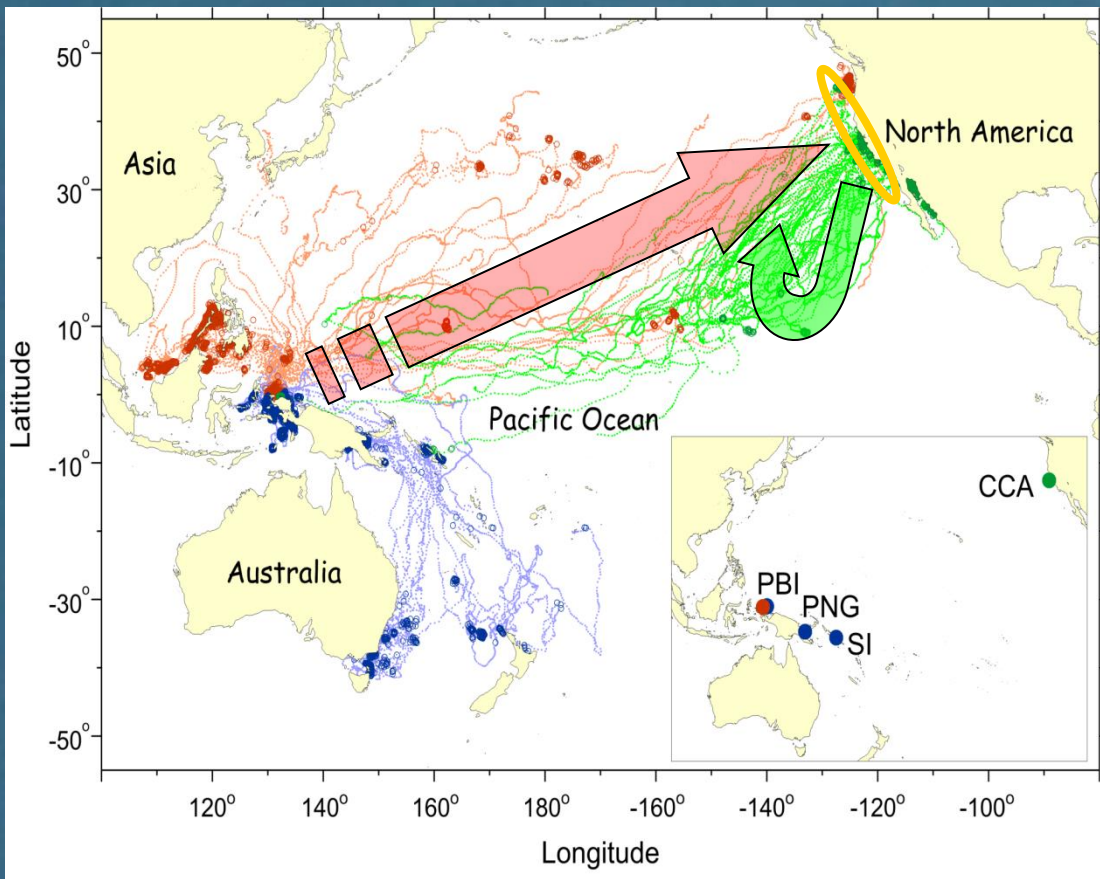 50°
30°
10°
-10°
-30°
-50°
Latitude
Asia
North America
Pacific Ocean
Australia
CCA
PBI
PNG
SI
120° 140° 160° 180° -160° -140° -120° -100°
Longitude